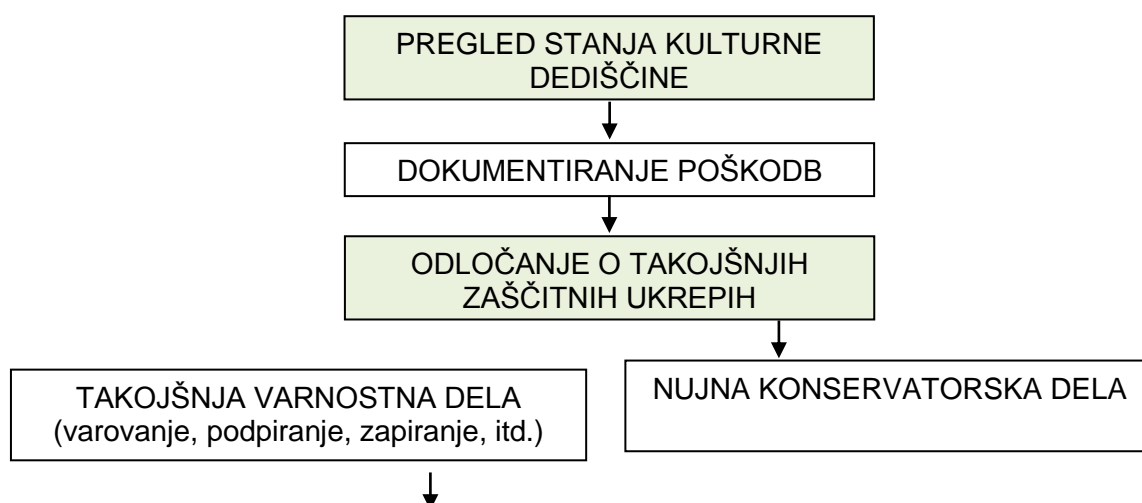 PREGLED STANJA KULTURNE
DEDIŠČINE
DOKUMENTIRANJE POŠKODB
ODLOČANJE O TAKOJŠNJIH
ZAŠČITNIH UKREPIH
TAKOJŠNJA VARNOSTNA DELA
(varovanje, podpiranje, zapiranje, itd.)
NUJNA KONSERVATORSKA DELA